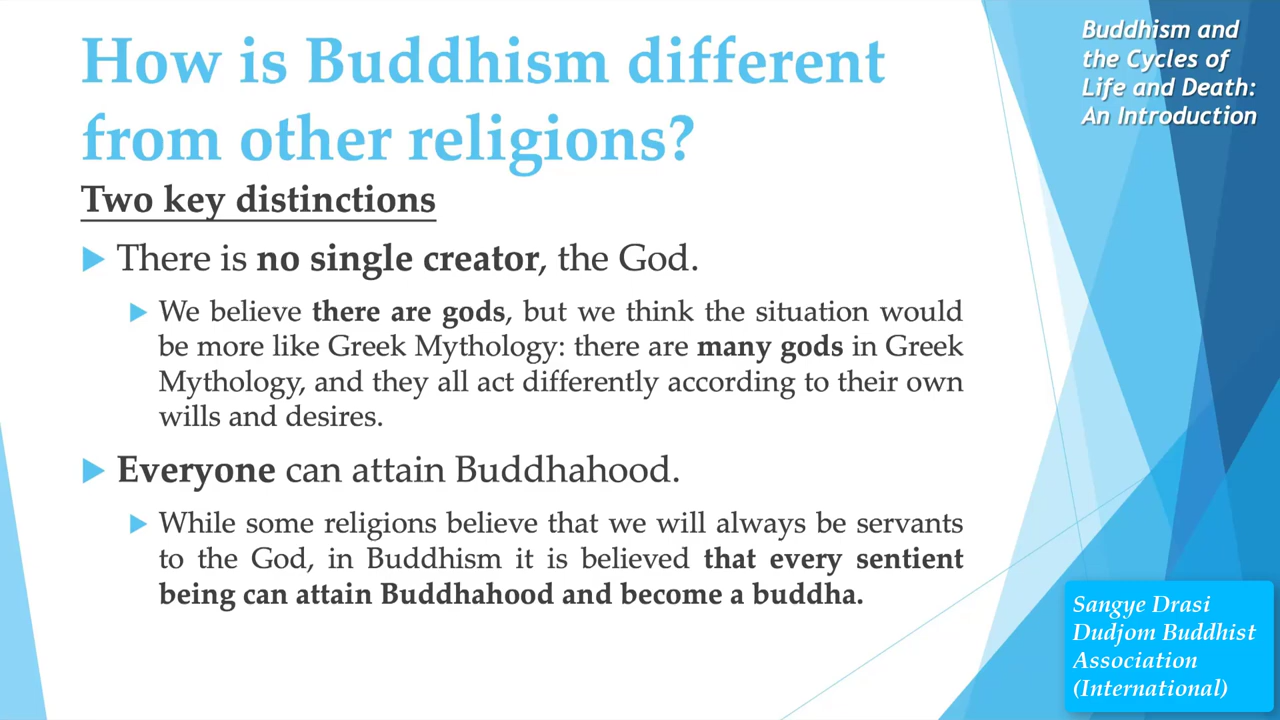 How is Buddhism different
from other religions?
Two key distinctions
There is no single creator, the God.
We believe there are gods, but we think the situation would
be more like Greek Mythology: there are many gods in Greek
Mythology, and they all act differently according to their own
wills and desires.
Everyone can attain Buddhahood.
While some religions believe that we will always be servants
to the God, in Buddhism it is believed that every sentient
being can attain Buddhahood and become a buddha.
Buddhism and
the Cycles of
Life and Death:
An Introduction
Sangye Drasi
Dudjom Buddhist
Association
(International)